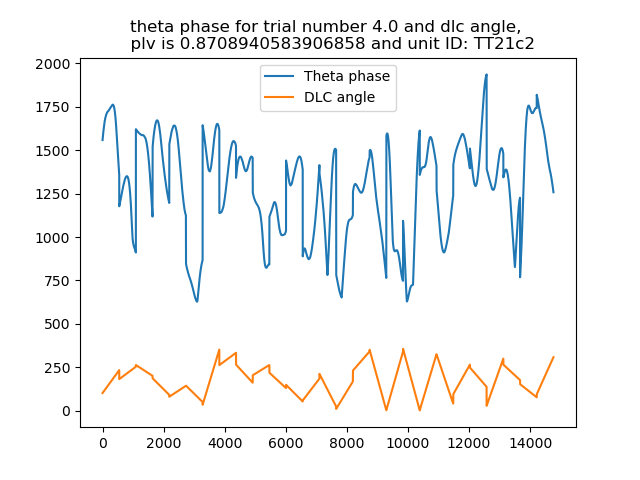 theta phase for trial number 4.0 and dlc angle,
plv is 0.8708940583906858 and unit ID: TT21c2
Theta phase
DLC angle
2000
1750
1500
1250
1000
750
500
250
0
0 2000 4000 6000 8000 10000 12000 14000